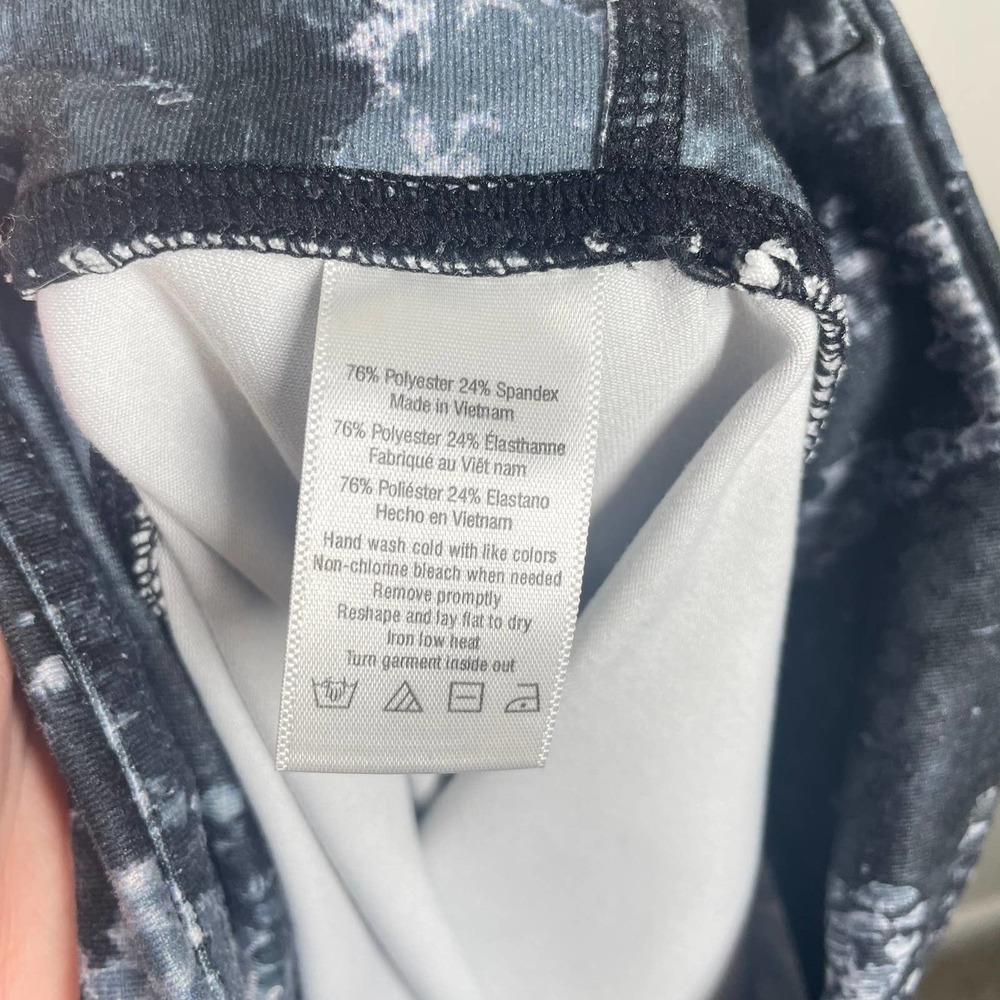 76% Polyester 24% Spandex
Made in Vietnam
76% Polyester 24% Élasthanne
Fabriqué au Viêt nam
76% Poliéster 24% Elastano
Hecho en Vietnam
Hand wash cold with like colors
Non-chlorine bleach when needed
Remove promptly
Reshape and lay flat to dry
Iron low heat
Turn garment inside out